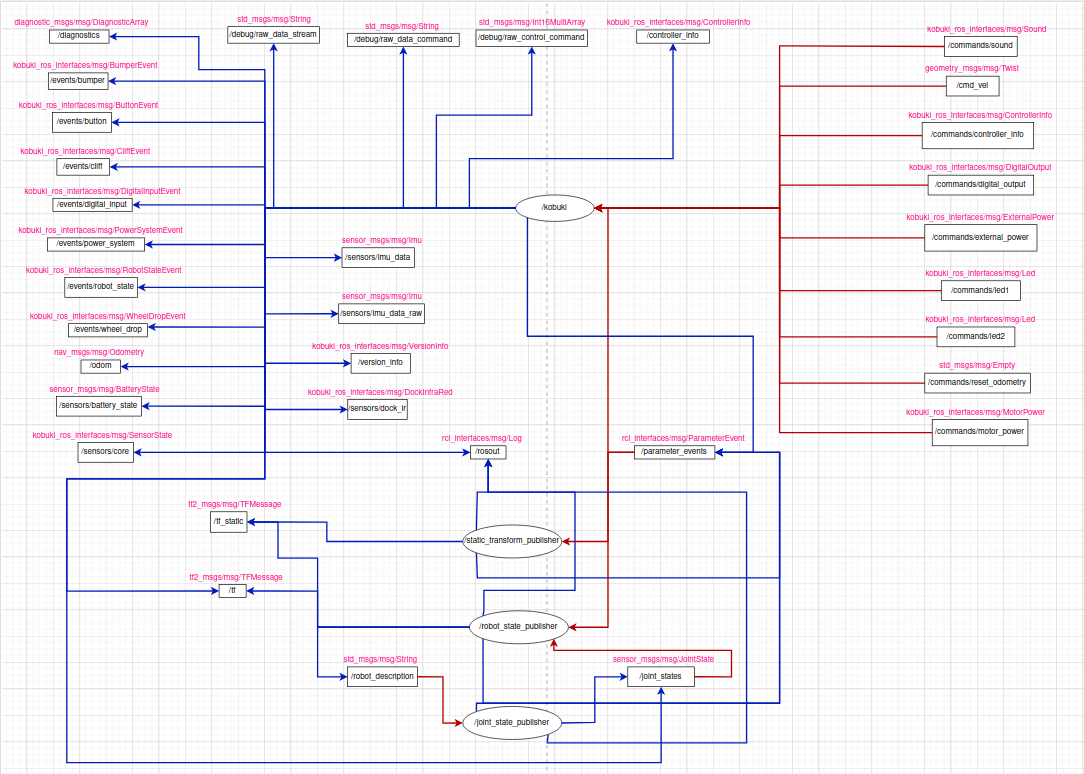 diagnostic_msgs/msg/DiagnosticArray
/diagnostics
std_msgs/msg/String
/debug/raw_data_stream
std_msgs/msg/String
/debug/raw_data_command
std_msgs/msg/Int16MultiArray
/debug/raw_control_command
kobuki_ros_interfaces/msg/ControllerInfo
/controller_info
kobuki_ros_interfaces/msg/Sound
/commands/sound
kobuki_ros_interfaces/msg/BumperEvent
/events/bumper
geometry_msgs/msg/Twist
/cmd_vel
kobuki_ros_interfaces/msg/ButtonEvent
/events/button
kobuki_ros_interfaces/msg/ControllerInfo
/commands/controller_info
kobuki_ros_interfaces/msg/CliffEvent
/events/cliff
kobuki_ros_interfaces/msg/DigitalOutput
/commands/digital_output
kobuki_ros_interfaces/msg/DigitalInputEvent
/events/digital_input
/kobuki
kobuki_ros_interfaces/msg/ExternalPower
/commands/external_power
kobuki_ros_interfaces/msg/PowerSystemEvent
/events/power_system
sensor_msgs/msg/Imu
/sensors/imu_data
kobuki_ros_interfaces/msg/RobotStateEvent
/events/robot_state
kobuki_ros_interfaces/msg/Led
/commands/led1
sensor_msgs/msg/Imu
/sensors/imu_data_raw
kobuki_ros_interfaces/msg/WheelDropEvent
/events/wheel_drop
kobuki_ros_interfaces/msg/Led
/commands/led2
nav_msgs/msg/Odometry
/odom
kobuki_ros_interfaces/msg/VersionInfo
/version_info
std_msgs/msg/Empty
/commands/reset_odometry
sensor_msgs/msg/BatteryState
/sensors/battery_state
kobuki_ros_interfaces/msg/DockInfraRed
/sensors/dock_ir
kobuki_ros_interfaces/msg/MotorPower
/commands/motor_power
kobuki_ros_interfaces/msg/SensorState
/sensors/core
rcl_interfaces/msg/Log
/rosout
rcl_interfaces/msg/ParameterEvent
/parameter_events
tf2_msgs/msg/TFMessage
/tf_static
/static_transform_publisher
tf2_msgs/msg/TFMessage
/tf
/robot_state_publisher
std_msgs/msg/String
/robot_description
sensor_msgs/msg/JointState
/joint_states
/joint_state_publisher